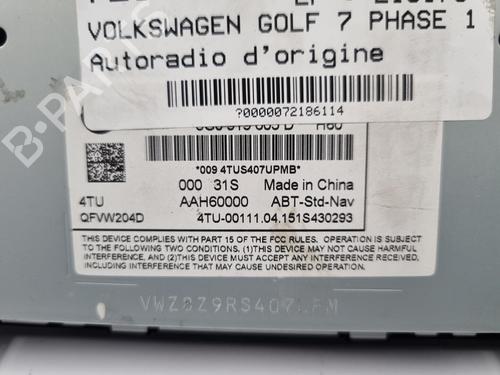 VOLKSWAGEN GOLF 7 PHASE 1
Autoradio d'origine
?0000072186114
H60
*009 4TUS407UPMB*
000 31S Made in China
4TU AAH60000 ABT-Std-Nav
QFVW204D 4TU-00111.04.151S430293
THIS DEVICE COMPLIES WITH PART 15 OF THE FCC RULES. OPERATION IS SUBJECT
TO THE FOLLOWING TWO CONDITIONS:(1)THIS DEVICE MAY NOT CAUSE HARMFUL
INTERFERENCE, AND(2)THIS DEVICE MUST ACCEPT ANY INTERFERENCE RECEIVED,
INCLUDING INTERFERENCE THAT MAY CAUSE UNDESIRED OPERATION.